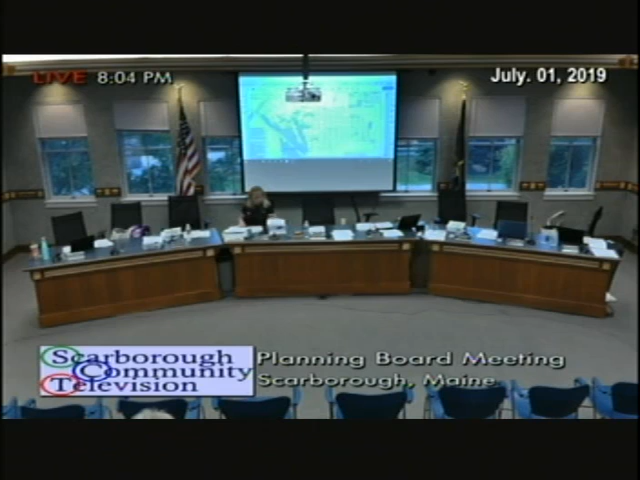 LIVE 8:04 PM
July. 01, 2019
Scarborough
Community
Television
Planning Board Meeting
Scarborough, Maine